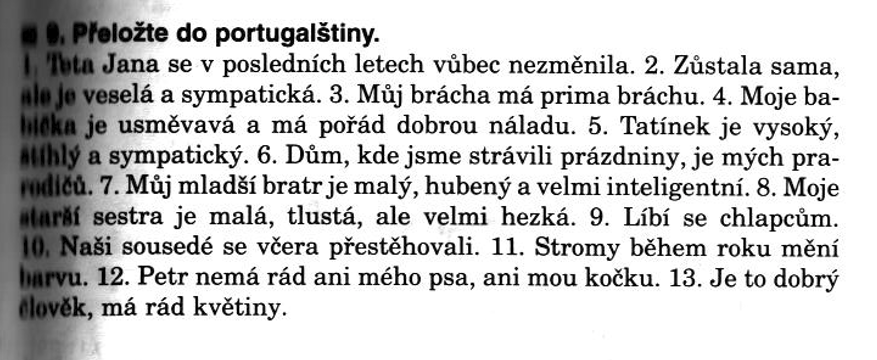 9. Přeložte do portugalštiny.
1. Teta Jana se v posledních letech vůbec nezměnila. 2. Zůstala sama,
ale je veselá a sympatická. 3. Můj brácha má prima bráchu. 4. Moje ba-
bička je usměvavá a má pořád dobrou náladu. 5. Tatínek je vysoký,
štíhlý a sympatický. 6. Dům, kde jsme strávili prázdniny, je mých pra-
rodičů. 7. Můj mladší bratr je malý, hubený a velmi inteligentní. 8. Moje
starší sestra je malá, tlustá, ale velmi hezká. 9. Líbí se chlapcům.
10. Naši sousedé se včera přestěhovali. 11. Stromy během roku mění
barvu. 12. Petr nemá rád ani mého psa, ani mou kočku. 13. Je to dobrý
člověk, má rád květiny.